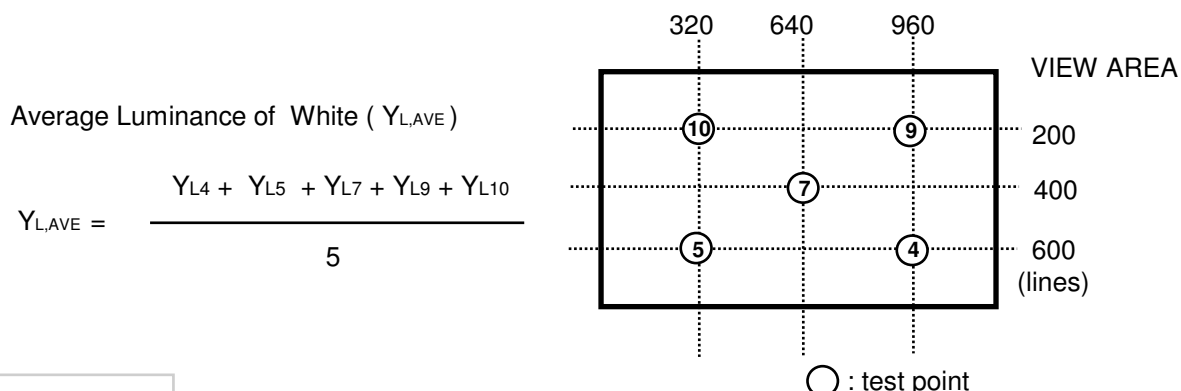 320 640 960
VIEW AREA
Average Luminance of White ( YL,AVE )
10 9 200
YL4 + YL5 + YL7 + YL9 + YL10
7 400
YL,AVE =
5
5 4 600
(lines)
: test point